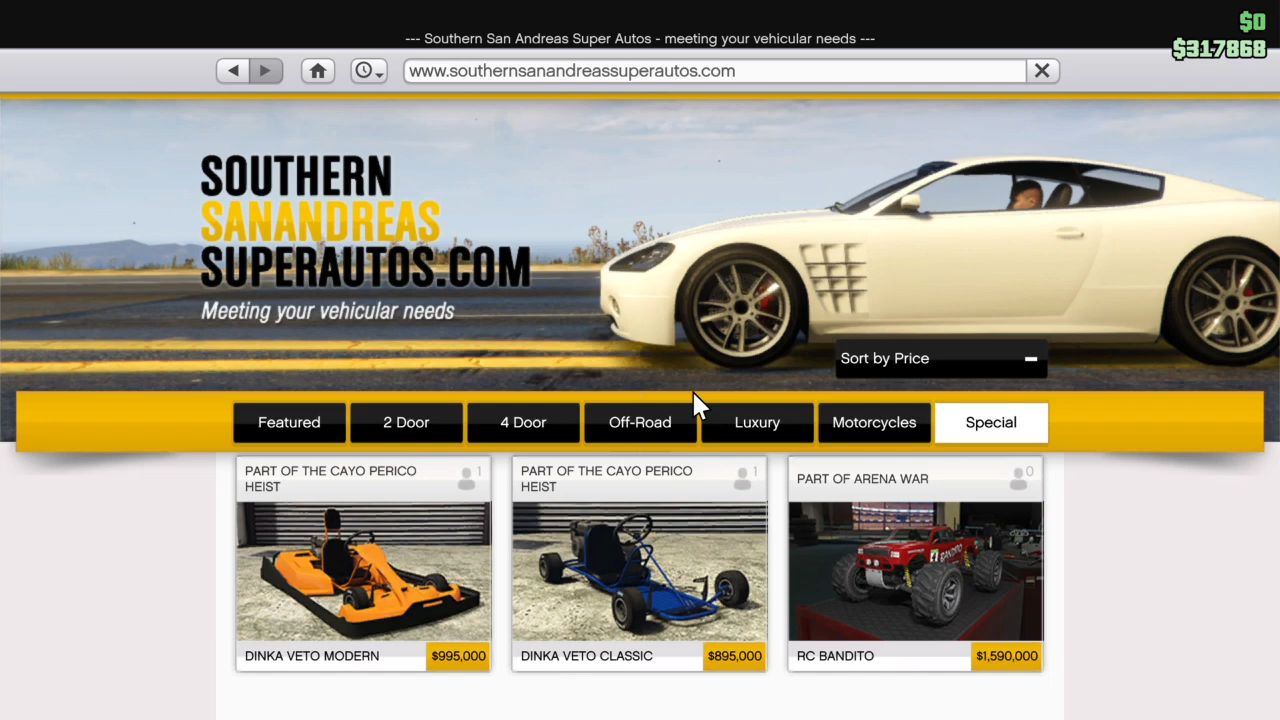 $0
--- Southern San Andreas Super Autos - meeting your vehicular needs ---
$317868
www.southernsanandreassuperautos.com
SOUTHERN
SANANDREAS
SUPERAUTOS.COM
Meeting your vehicular needs
Sort by Price
Featured
2 Door
4 Door
Off-Road
Luxury
Motorcycles
Special
PART OF THE CAYO PERICO
HEIST
1
PART OF THE CAYO PERICO
HEIST
1
PART OF ARENA WAR
0
BANDITO
DINKA VETO MODERN
$995,000
DINKA VETO CLASSIC
$895,000
RC BANDITO
$1,590,000